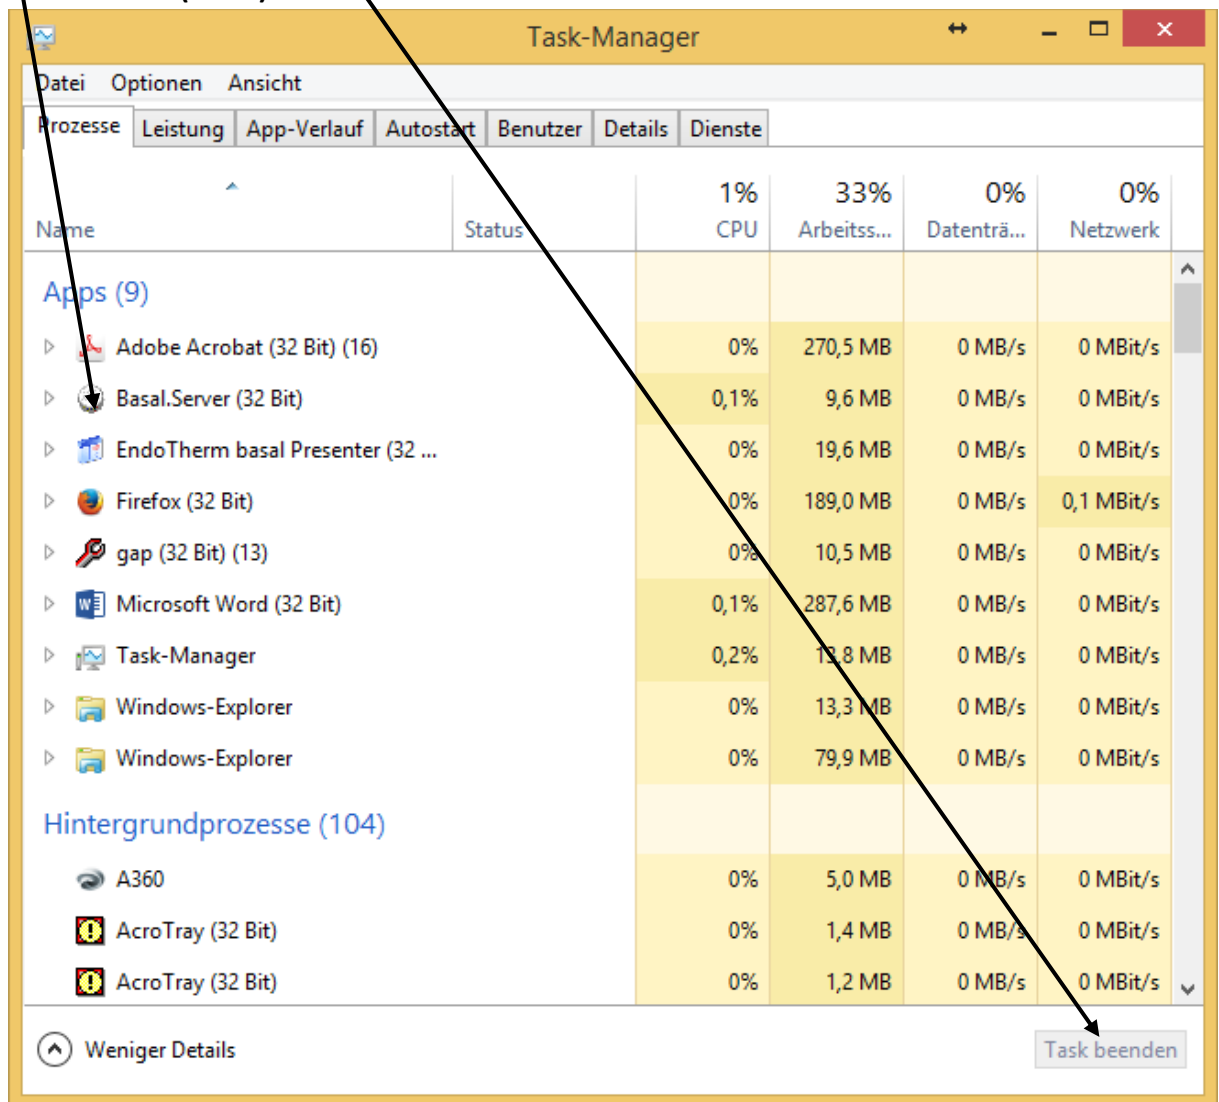 Task-Manager
Datei Optionen Ansicht
Prozesse Leistung App-Verlauf Autostart Benutzer Details Dienste
1% 33% 0% 0%
Name Status CPU Arbeitss... Datenträ... Netzwerk
Apps (9)
Adobe Acrobat (32 Bit) (16) 0% 270,5 MB 0 MB/s 0 MBit/s
Basal.Server (32 Bit) 0,1% 9,6 MB 0 MB/s 0 MBit/s
EndoTherm basal Presenter (32 ... 0% 19,6 MB 0 MB/s 0 MBit/s
Firefox (32 Bit) 0% 189,0 MB 0 MB/s 0,1 MBit/s
gap (32 Bit) (13) 0% 10,5 MB 0 MB/s 0 MBit/s
Microsoft Word (32 Bit) 0,1% 287,6 MB 0 MB/s 0 MBit/s
Task-Manager 0,2% 13,8 MB 0 MB/s 0 MBit/s
Windows-Explorer 0% 13,3 MB 0 MB/s 0 MBit/s
Windows-Explorer 0% 79,9 MB 0 MB/s 0 MBit/s
Hintergrundprozesse (104)
A360 0% 5,0 MB 0 MB/s 0 MBit/s
AcroTray (32 Bit) 0% 1,4 MB 0 MB/s 0 MBit/s
AcroTray (32 Bit) 0% 1,2 MB 0 MB/s 0 MBit/s
Weniger Details Task beenden